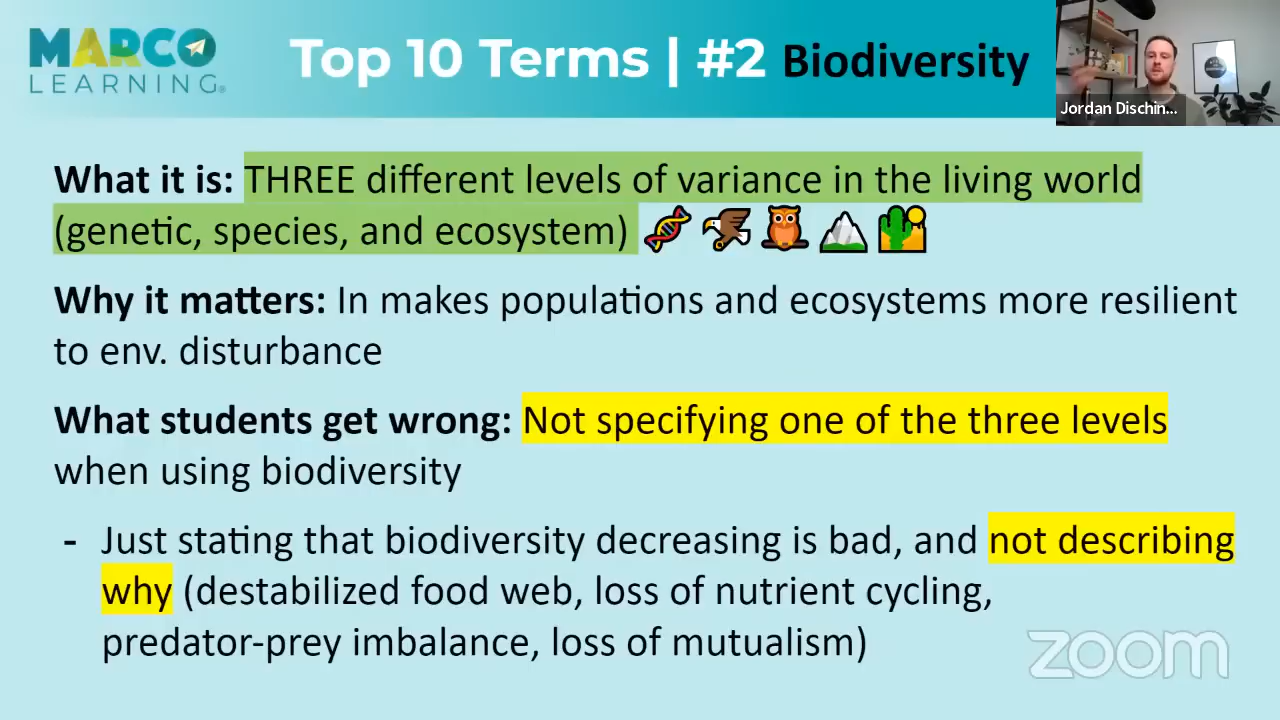 MARCO
LEARNING®
Top 10 Terms | #2 Biodiversity
Jordan Dischin...
What it is: THREE different levels of variance in the living world
(genetic, species, and ecosystem)
Why it matters: In makes populations and ecosystems more resilient
to env. disturbance
What students get wrong: Not specifying one of the three levels
when using biodiversity
- Just stating that biodiversity decreasing is bad, and not describing
why (destabilized food web, loss of nutrient cycling,
predator-prey imbalance, loss of mutualism)
zoom